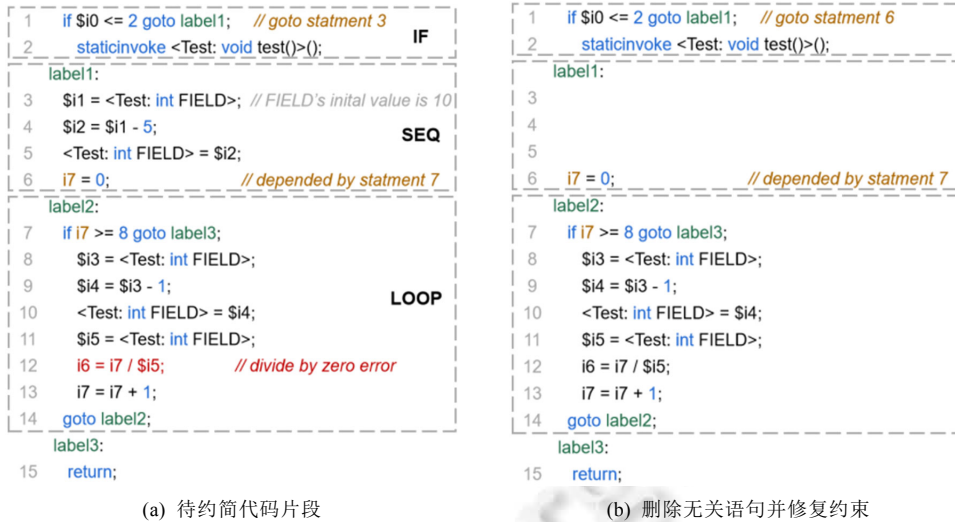 1 if $i0 <= 2 goto label1; // goto statment 3
IF
2 staticinvoke <Test: void test()>();
label1:
3 $i1 = <Test: int FIELD>; // FIELD's inital value is 10
4 $i2 = $i1 - 5;
SEQ
5 <Test: int FIELD> = $i2;
6 i7 = 0; // depended by statment 7
label2:
7 if i7 >= 8 goto label3;
8 $i3 = <Test: int FIELD>;
9 $i4 = $i3 - 1;
LOOP
10 <Test: int FIELD> = $i4;
11 $i5 = <Test: int FIELD>;
12 i6 = i7 / $i5; // divide by zero error
13 i7 = i7 + 1;
14 goto label2;
label3:
15 return;
(a) 待约简代码片段
1 if $i0 <= 2 goto label1; // goto statment 6
2 staticinvoke <Test: void test()>();
label1:
3
4
5
6 i7 = 0; // depended by statment 7
label2:
7 if i7 >= 8 goto label3;
8 $i3 = <Test: int FIELD>;
9 $i4 = $i3 - 1;
10 <Test: int FIELD> = $i4;
11 $i5 = <Test: int FIELD>;
12 i6 = i7 / $i5;
13 i7 = i7 + 1;
14 goto label2;
label3:
15 return;
(b) 删除无关语句并修复约束